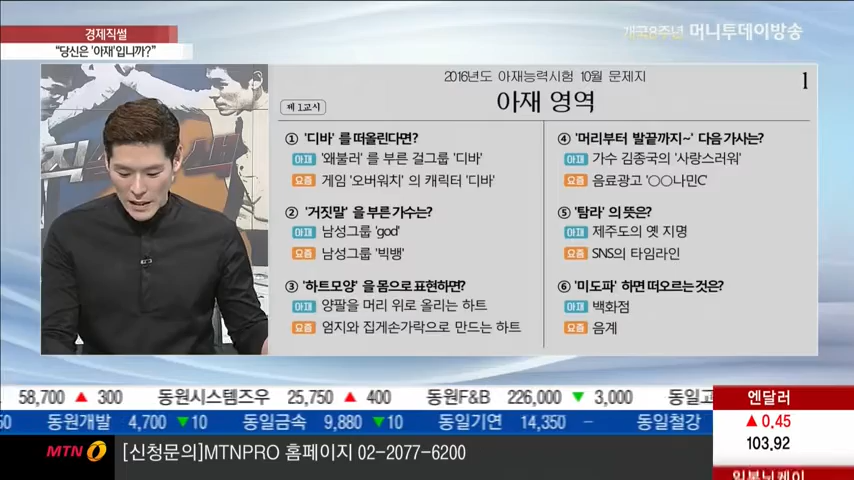 경제직썰
"당신은 '아재'입니까?"
개국8주년 머니투데이방송
2016년도 아재능력시험 10월 문제지
1
제 1교시
아재 영역
① '디바' 를 떠올린다면?
아재 '왜불러' 를 부른 걸그룹 '디바'
요즘 게임 '오버워치' 의 캐릭터 '디바'
② '거짓말' 을 부른 가수는?
아재 남성그룹 'god'
요즘 남성그룹 '빅뱅'
③ '하트모양' 을 몸으로 표현하면?
아재 양팔을 머리 위로 올리는 하트
요즘 엄지와 집게손가락으로 만드는 하트
④ '머리부터 발끝까지~' 다음 가사는?
아재 가수 김종국의 '사랑스러워'
요즘 음료광고 '○○나민C'
⑤ '탐라' 의 뜻은?
아재 제주도의 옛 지명
요즘 SNS의 타임라인
⑥ '미도파' 하면 떠오르는것은?
아재 백화점
요즘 음계
58,700 ▲ 300 동원시스템즈우 25,750 ▲ 400 동원F&B 226,000 ▼ 3,000 동일고
50 동원개발 4,700 ▼10 동일금속 9,880 ▼10 동일기연 14,350 － 동일철강
엔달러
▲ 0.45
103.92
일본닛케이
MTN [신청문의]MTNPRO 홈페이지 02-2077-6200